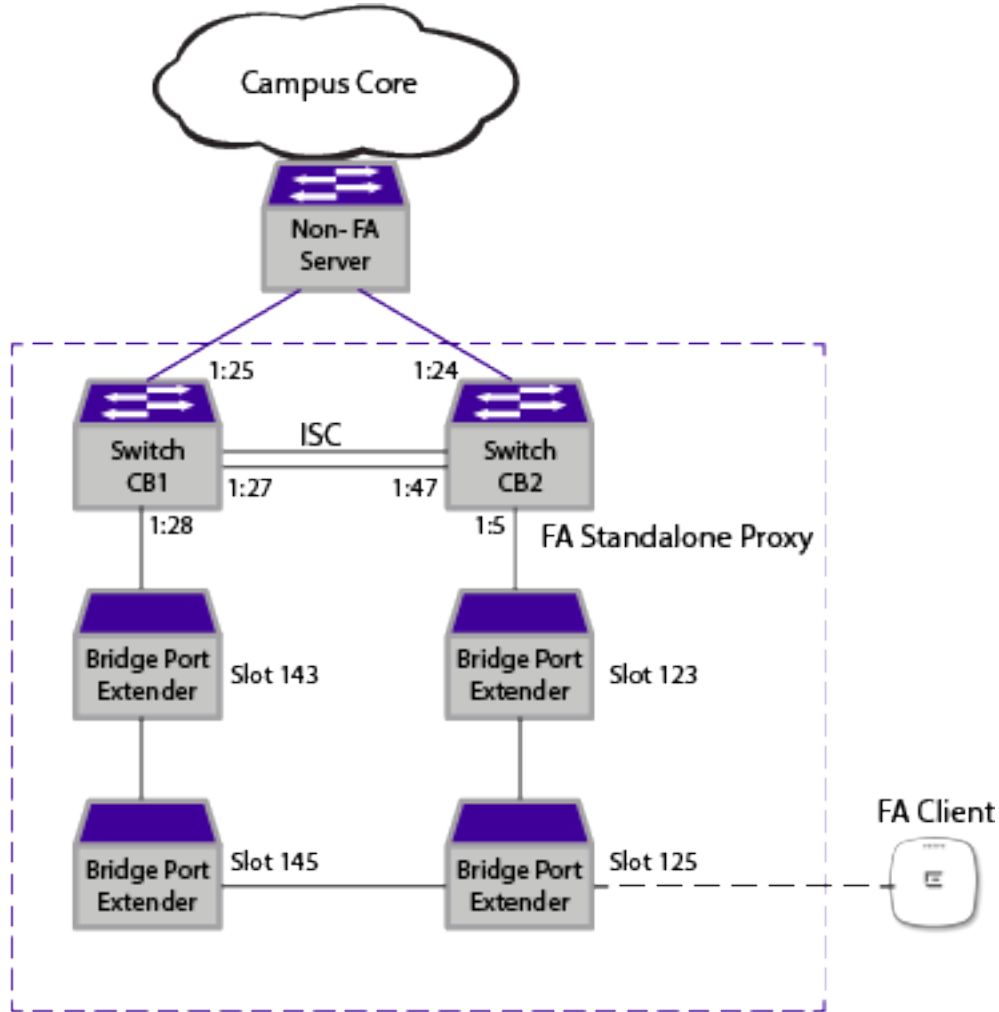 Campus Core
Non- FA
Server
1:25
1:24
ISC
Switch
CB1
Switch
CB2
1:27
1:47
1:28
1:5
FA Standalone Proxy
Bridge Port
Extender
Slot 143
Bridge Port
Extender
Slot 123
FA Client
Bridge Port
Extender
Slot 145
Bridge Port
Extender
Slot 125